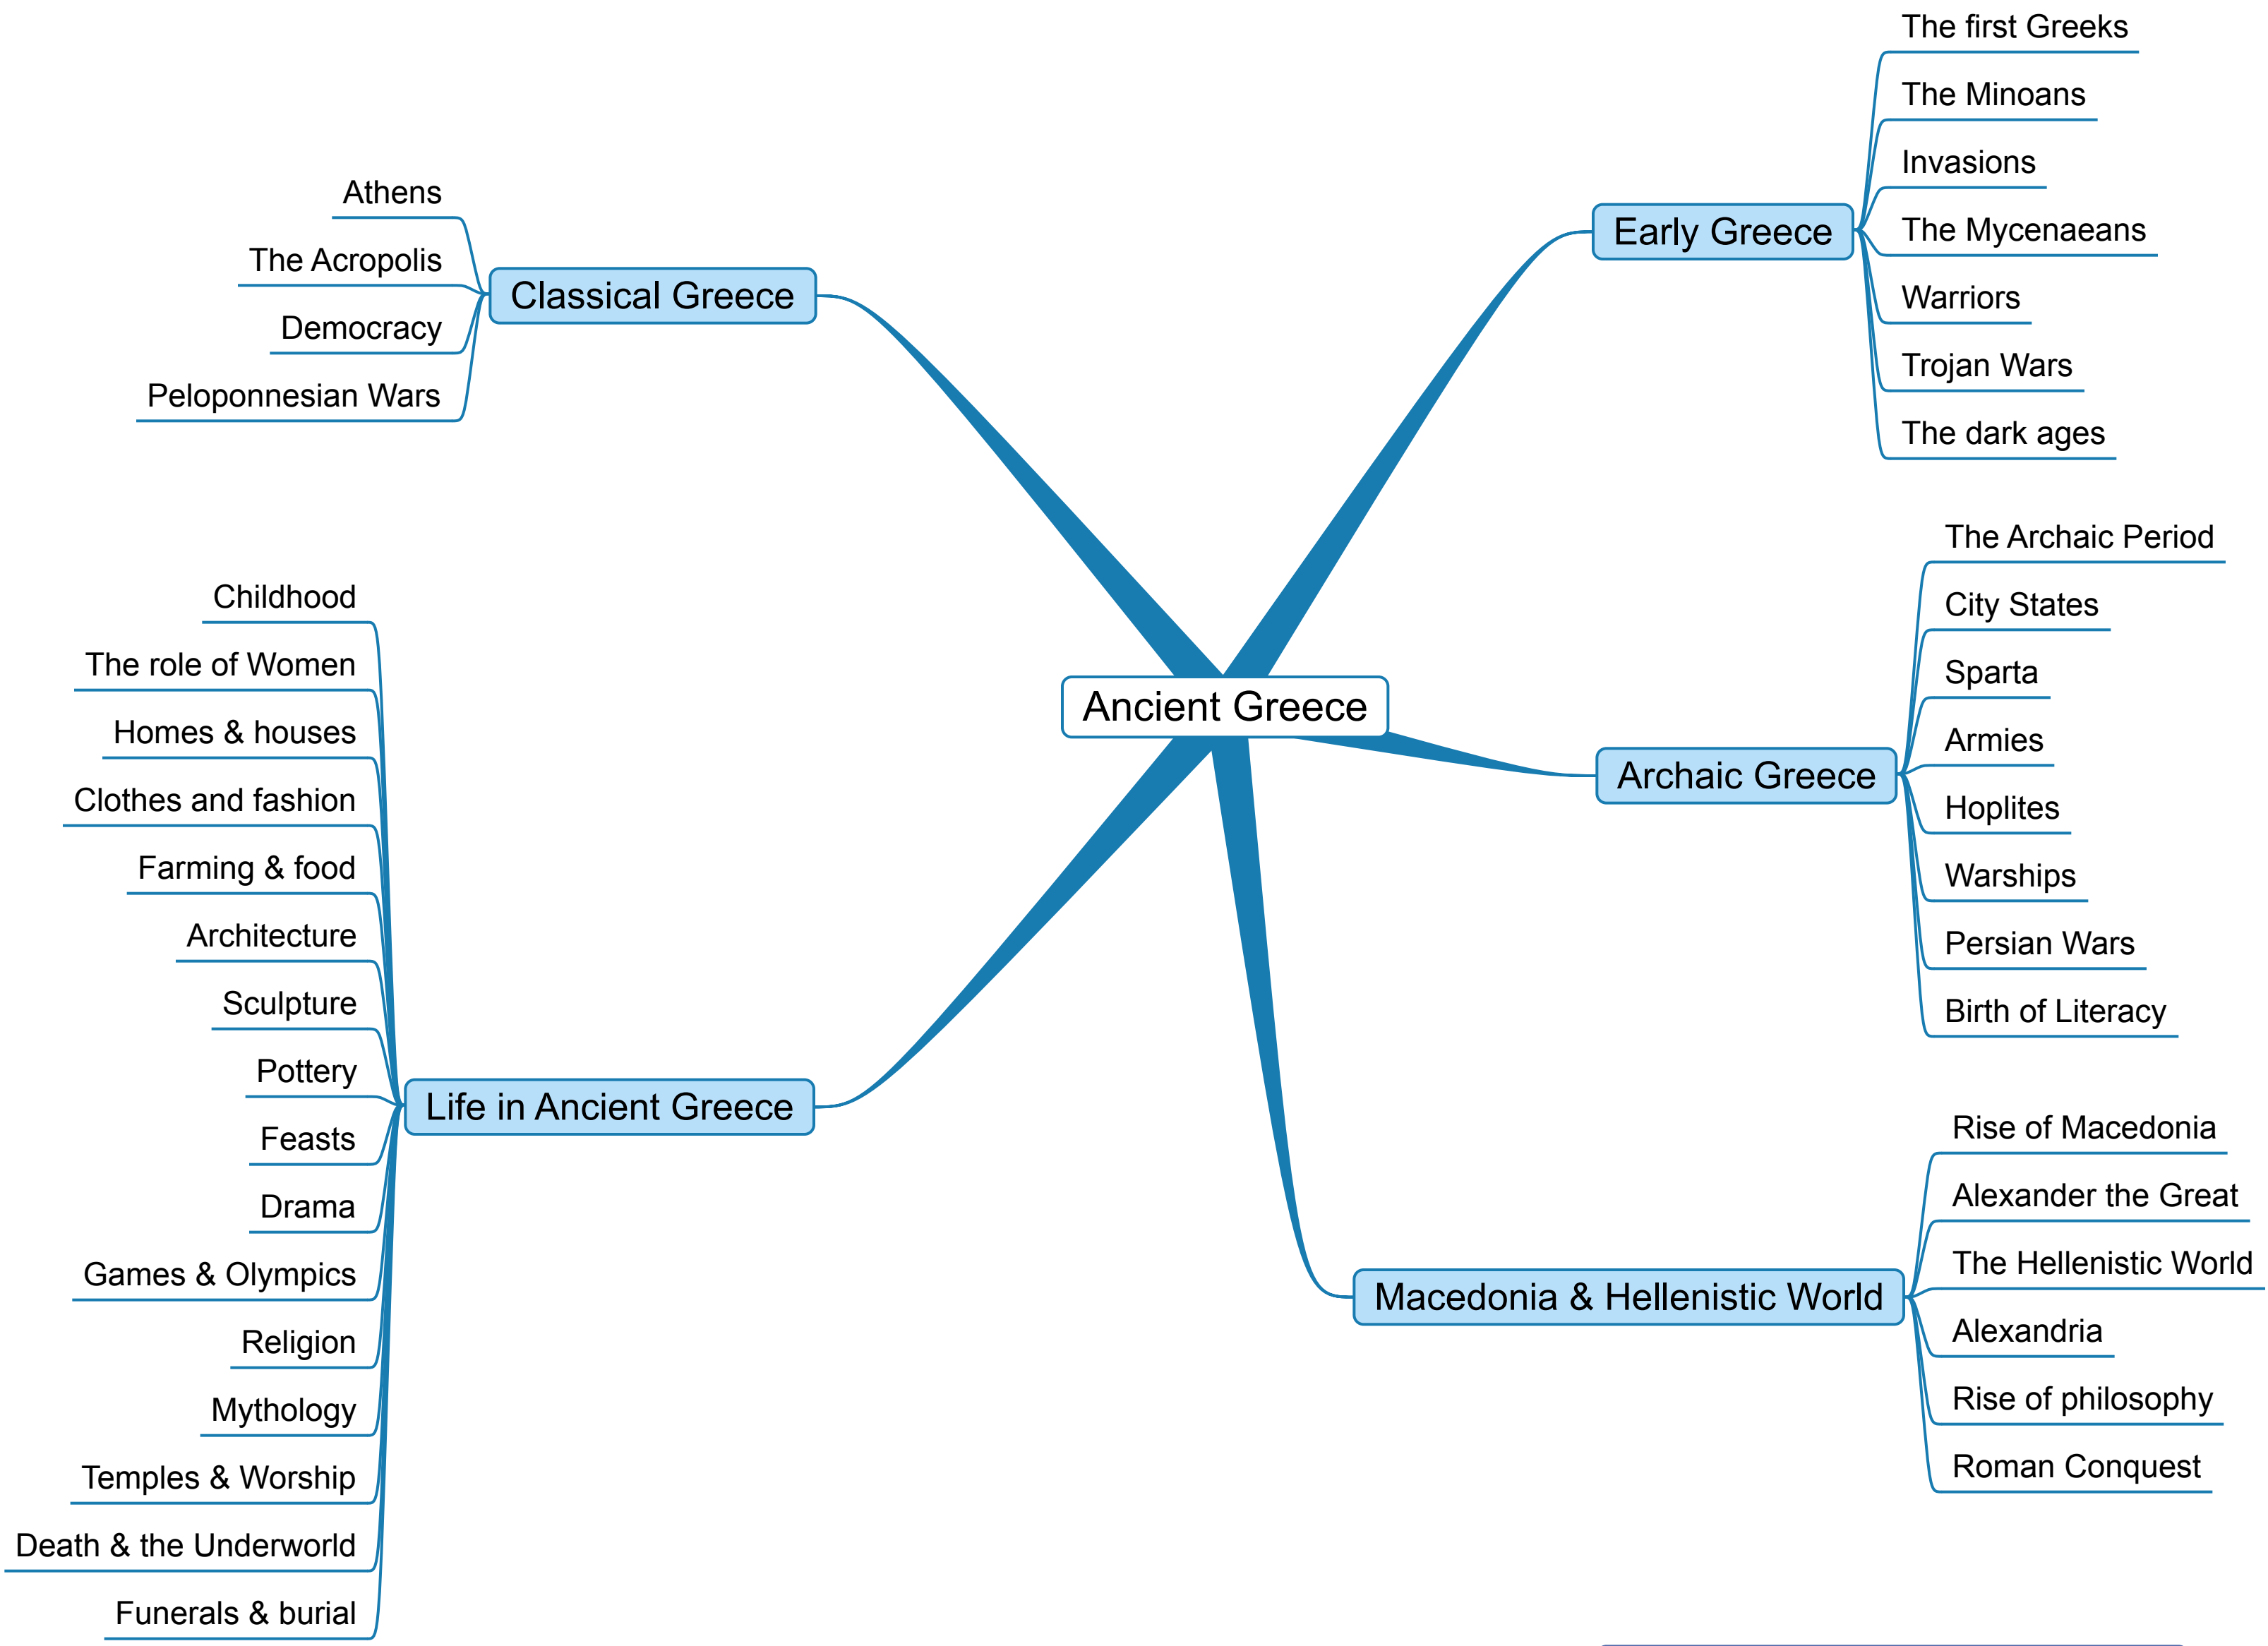 Ancient Greece
Early Greece
The first Greeks
The Minoans
Invasions
The Mycenaeans
Warriors
Trojan Wars
The dark ages
Archaic Greece
The Archaic Period
City States
Sparta
Armies
Hoplites
Warships
Persian Wars
Birth of Literacy
Macedonia & Hellenistic World
Rise of Macedonia
Alexander the Great
The Hellenistic World
Alexandria
Rise of philosophy
Roman Conquest
Classical Greece
Athens
The Acropolis
Democracy
Peloponnesian Wars
Life in Ancient Greece
Childhood
The role of Women
Homes & houses
Clothes and fashion
Farming & food
Architecture
Sculpture
Pottery
Feasts
Drama
Games & Olympics
Religion
Mythology
Temples & Worship
Death & the Underworld
Funerals & burial